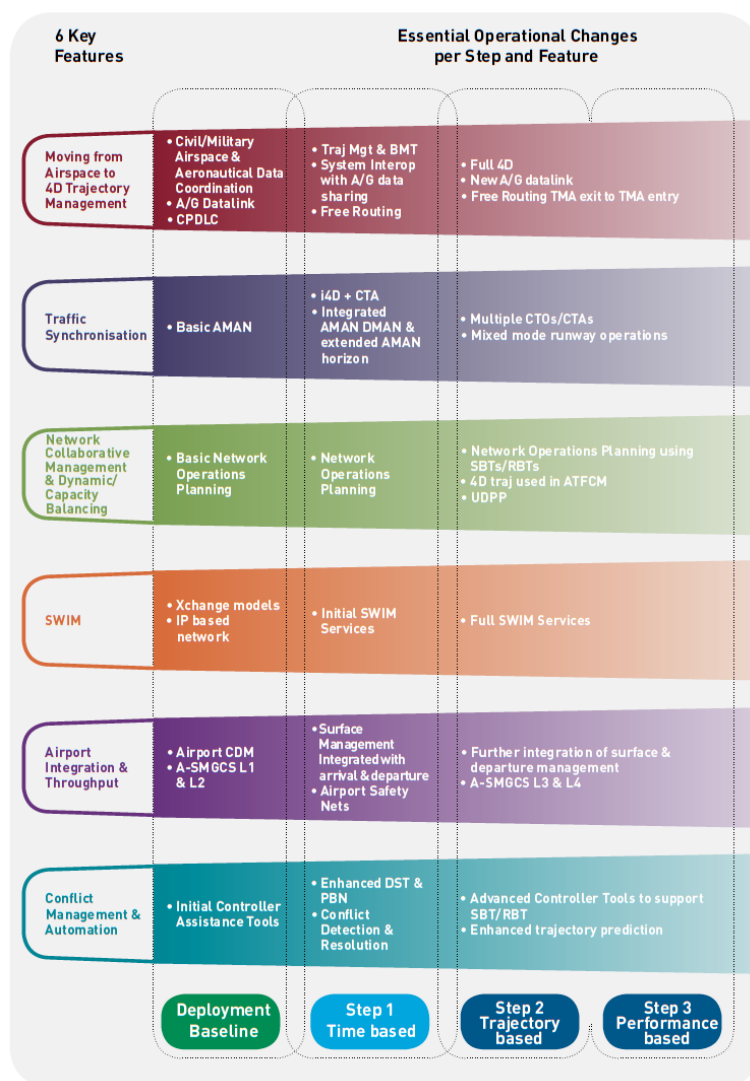 6 Key
Features
Essential Operational Changes
per Step and Feature
Moving from
Airspace to
4D Trajectory
Management
• Civil/Military
Airspace &
Aeronautical Data
Coordination
• A/G Datalink
• CPDLC
• Traj Mgt & BMT
• System Interop
with A/G data
sharing
• Free Routing
• Full 4D
• New A/G datalink
• Free Routing TMA exit to TMA entry
Traffic
Synchronisation
• Basic AMAN
• i4D + CTA
• Integrated
AMAN DMAN &
extended AMAN
horizon
• Multiple CTOs/CTAs
• Mixed mode runway operations
Network
Collaborative
Management
& Dynamic/
Capacity
Balancing
• Basic Network
Operations
Planning
• Network
Operations
Planning
• Network Operations Planning using
SBTs/RBTs
• 4D traj used in ATFCM
• UDPP
SWIM
• Xchange models
• IP based
network
• Initial SWIM
Services
• Full SWIM Services
Airport
Integration &
Throughput
• Airport CDM
• A-SMGCS L1
& L2
• Surface
Management
Integrated with
arrival & departure
• Airport Safety
Nets
• Further integration of surface &
departure management
• A-SMGCS L3 & L4
Conflict
Management &
Automation
• Initial Controller
Assistance Tools
• Enhanced DST &
PBN
• Conflict
Detection &
Resolution
• Advanced Controller Tools to support
SBT/RBT
• Enhanced trajectory prediction
Deployment
Baseline
Step 1
Time based
Step 2
Trajectory
based
Step 3
Performance
based